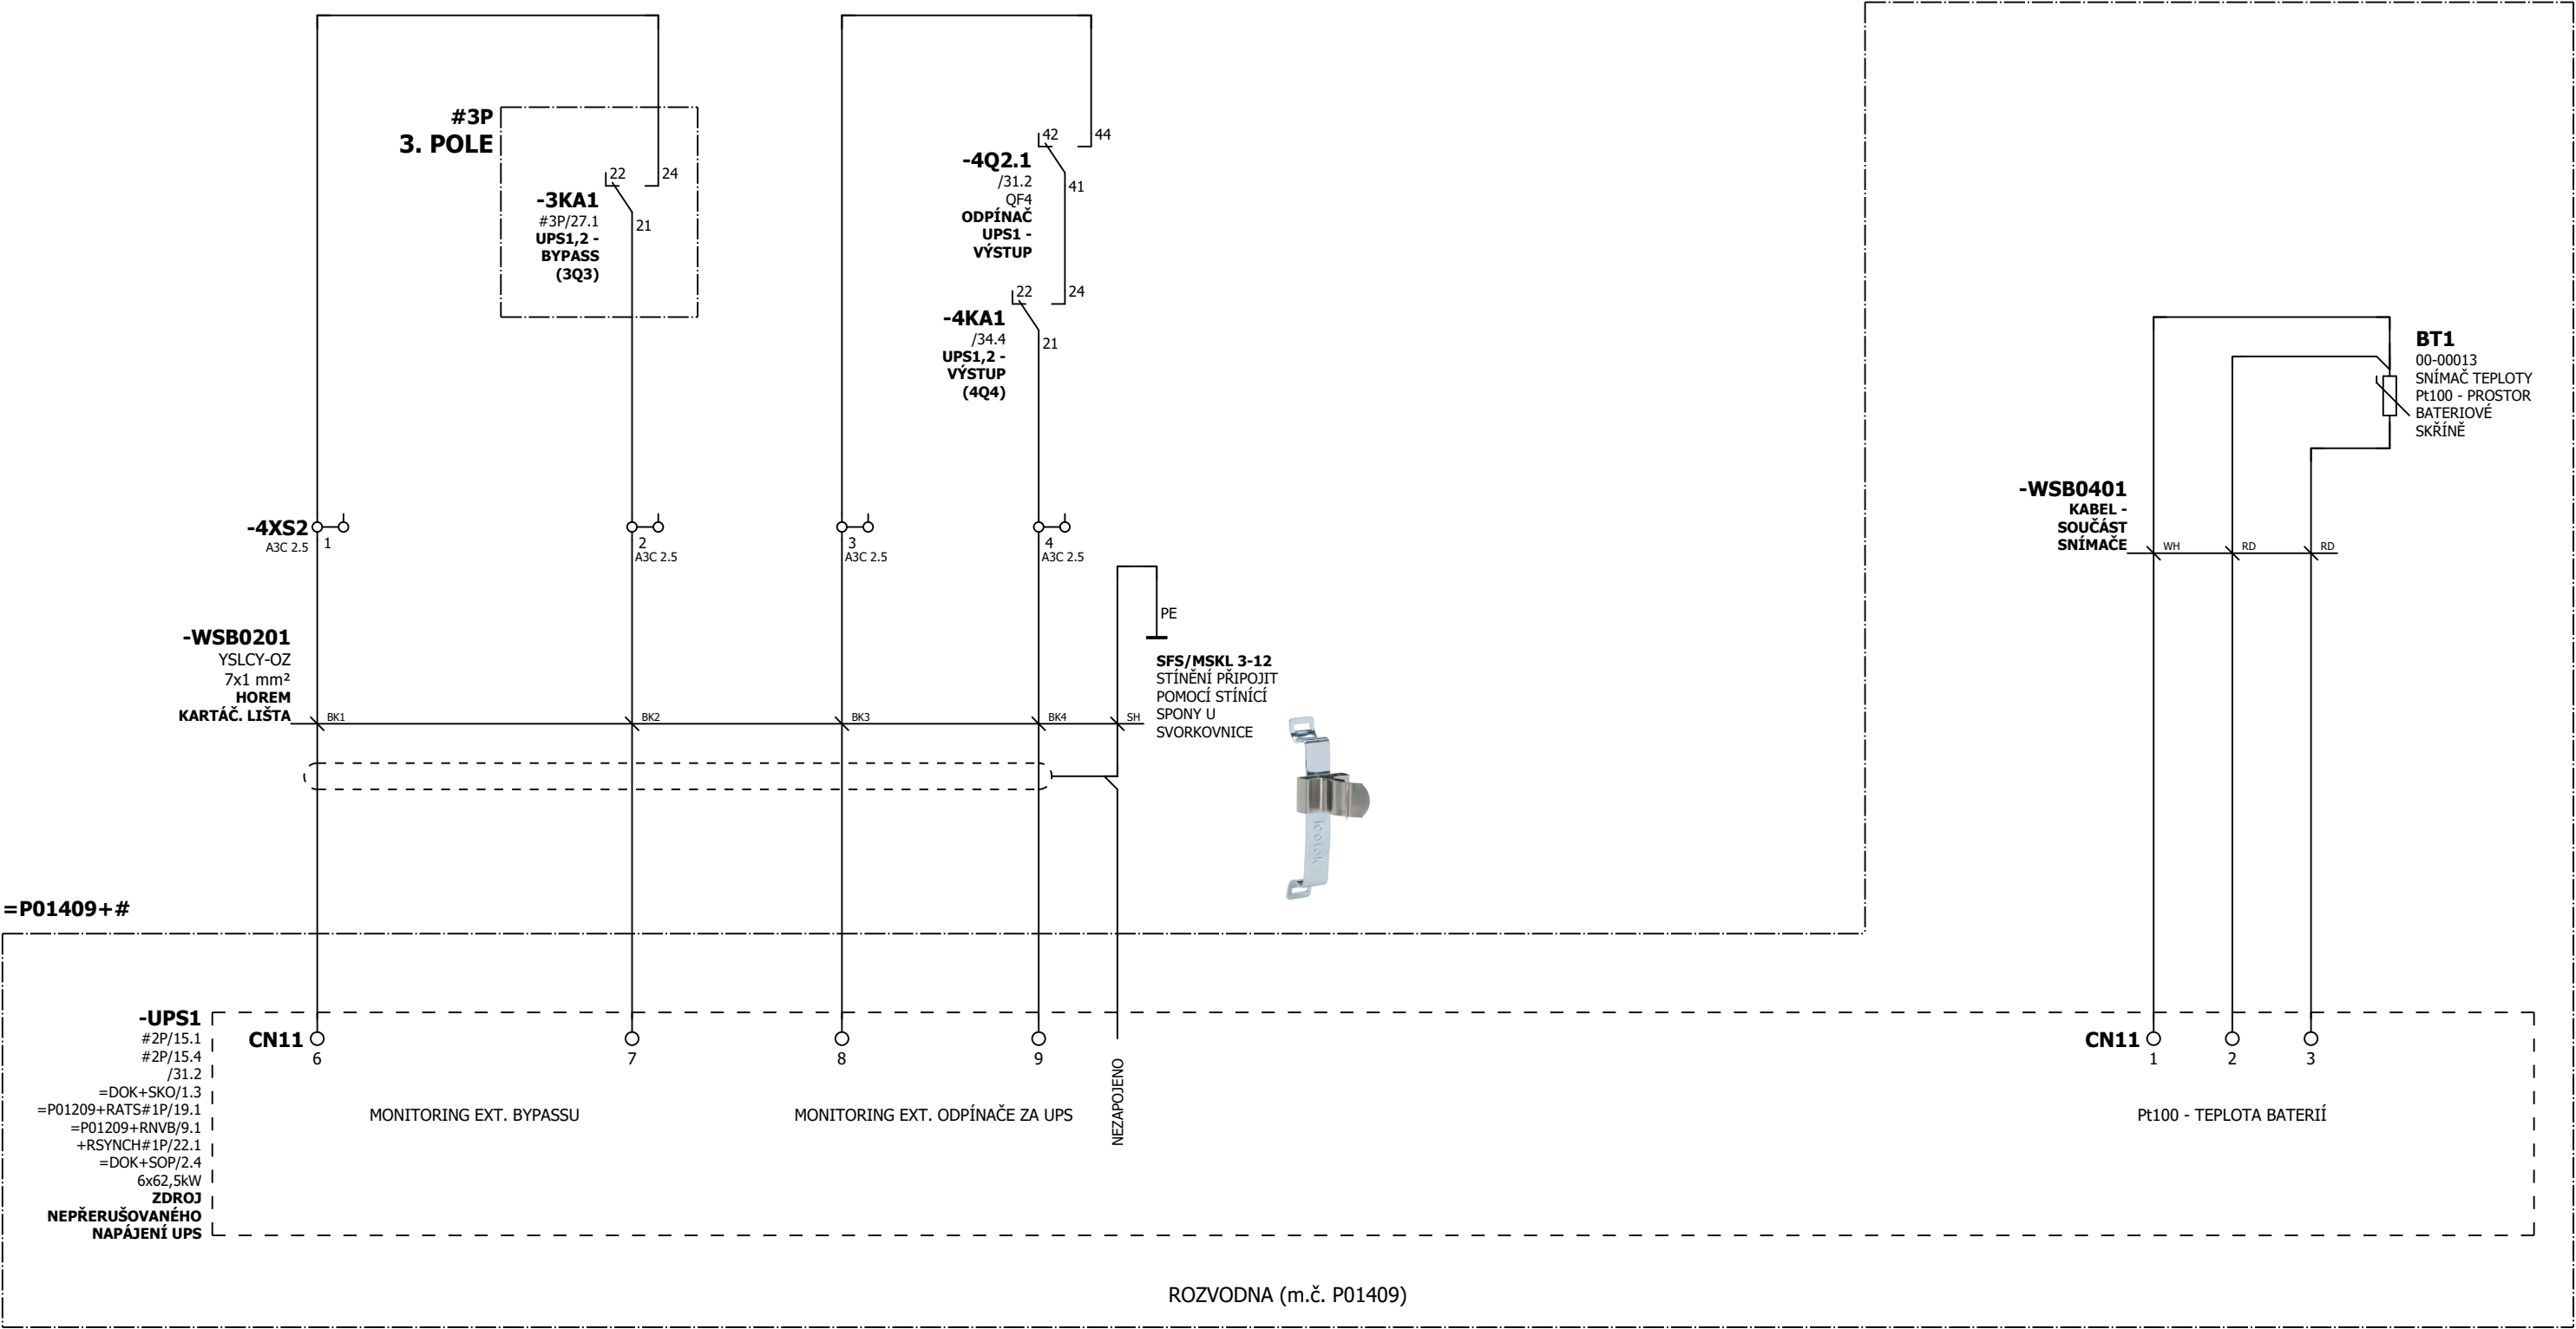 #3P
3. POLE
22
24
-3KA1
#3P/27.1
UPS1,2 -
BYPASS
(3Q3)
21
42
44
-4Q2.1
/31.2
QF4
ODPÍNAČ
UPS1 -
VÝSTUP
41
22
24
-4KA1
/34.4
UPS1,2 -
VÝSTUP
(4Q4)
21
BT1
00-00013
SNÍMAČ TEPLOTY
Pt100 - PROSTOR
BATERIOVÉ
SKŘÍNĚ
-4XS2
A3C 2.5
1
2
A3C 2.5
3
A3C 2.5
4
A3C 2.5
-WSB0401
KABEL -
SOUČÁST
SNÍMAČE
WH
RD
RD
PE
-WSB0201
YSLCY-OZ
7x1 mm²
HOREM
KARTÁČ. LIŠTA
BK1
BK2
BK3
BK4
SH
SFS/MSKL 3-12
STÍNĚNÍ PŘIPOJIT
POMOCÍ STÍNÍCÍ
SPONY U
SVORKOVNICE
icotek
=P01409+#
-UPS1
#2P/15.1
#2P/15.4
/31.2
=DOK+SKO/1.3
=P01209+RATS#1P/19.1
=P01209+RNVB/9.1
+RSYNCH#1P/22.1
=DOK+SOP/2.4
6x62,5kW
ZDROJ
NEPŘERUŠOVANÉHO
NAPÁJENÍ UPS
CN11
6
7
8
9
NEZAPOJENO
CN11
1
2
3
MONITORING EXT. BYPASSU
MONITORING EXT. ODPÍNAČE ZA UPS
Pt100 - TEPLOTA BATERIÍ
ROZVODNA (m.č. P01409)